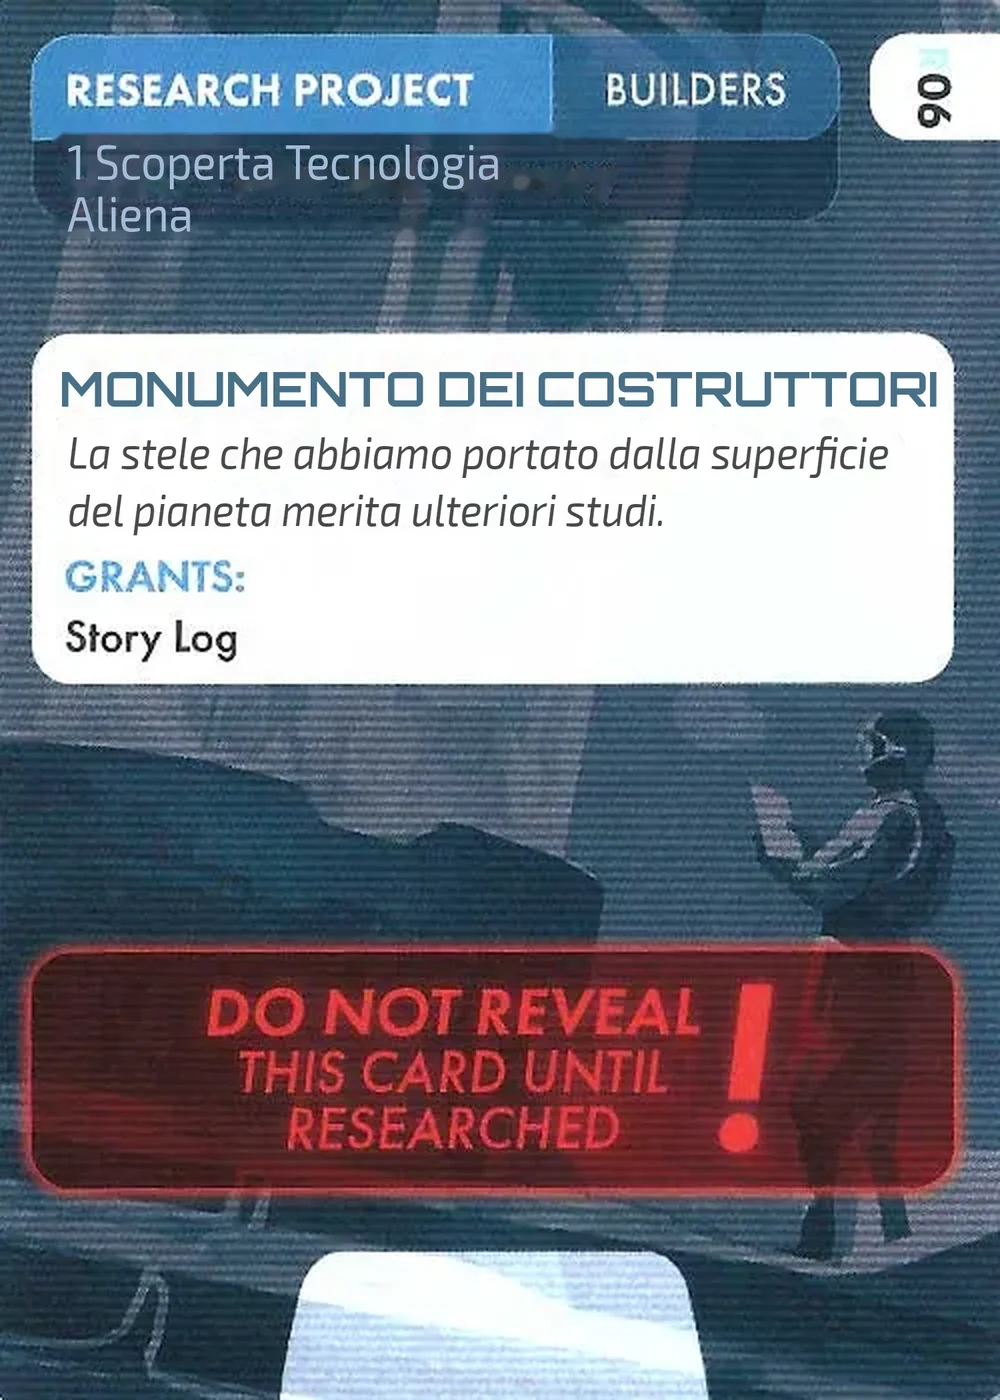 RESEARCH PROJECT
BUILDERS
R06
1 Scoperta Tecnologia
Aliena
MONUMENTO DEI COSTRUTTORI
La stele che abbiamo portato dalla superficie
del pianeta merita ulteriori studi.
GRANTS:
Story Log
DO NOT REVEAL
THIS CARD UNTIL
RESEARCHED
!